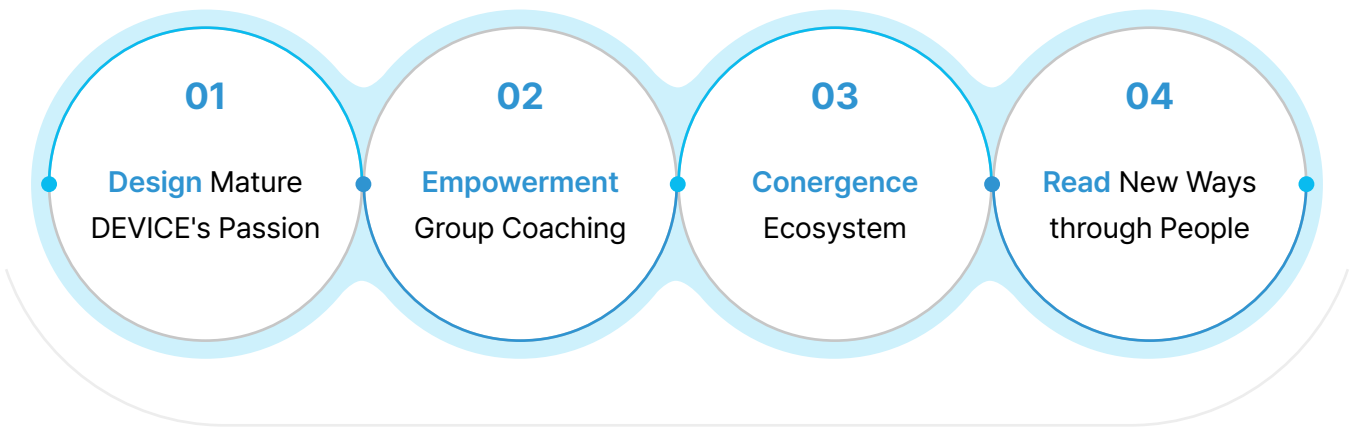 01
Design Mature
DEVICE's Passion
02
Empowerment
Group Coaching
03
Conergence
Ecosystem
04
Read New Ways
through People